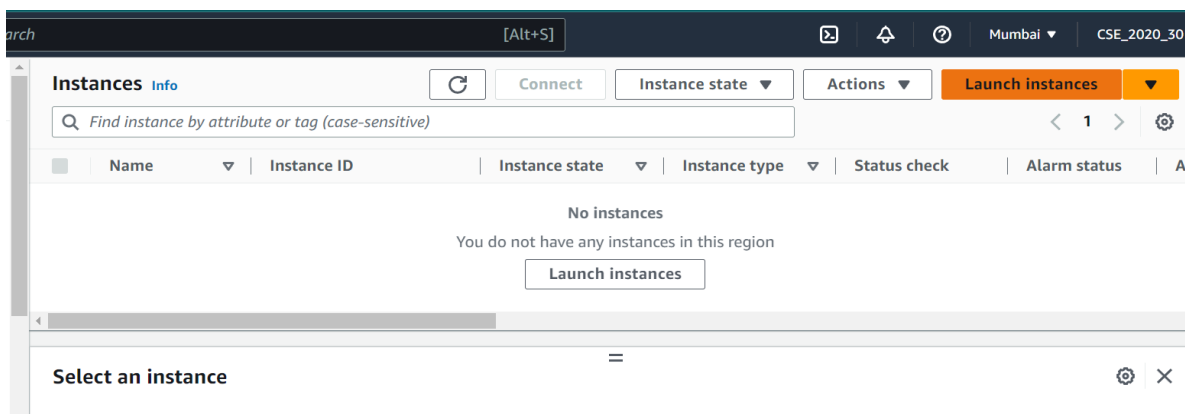 arch [Alt+S] Mumbai ▼ CSE_2020_30
Instances Info Connect Instance state ▼ Actions ▼ Launch instances ▼
Find instance by attribute or tag (case-sensitive) < 1 >
Name Instance ID Instance state Instance type Status check Alarm status A
No instances
You do not have any instances in this region
Launch instances
Select an instance